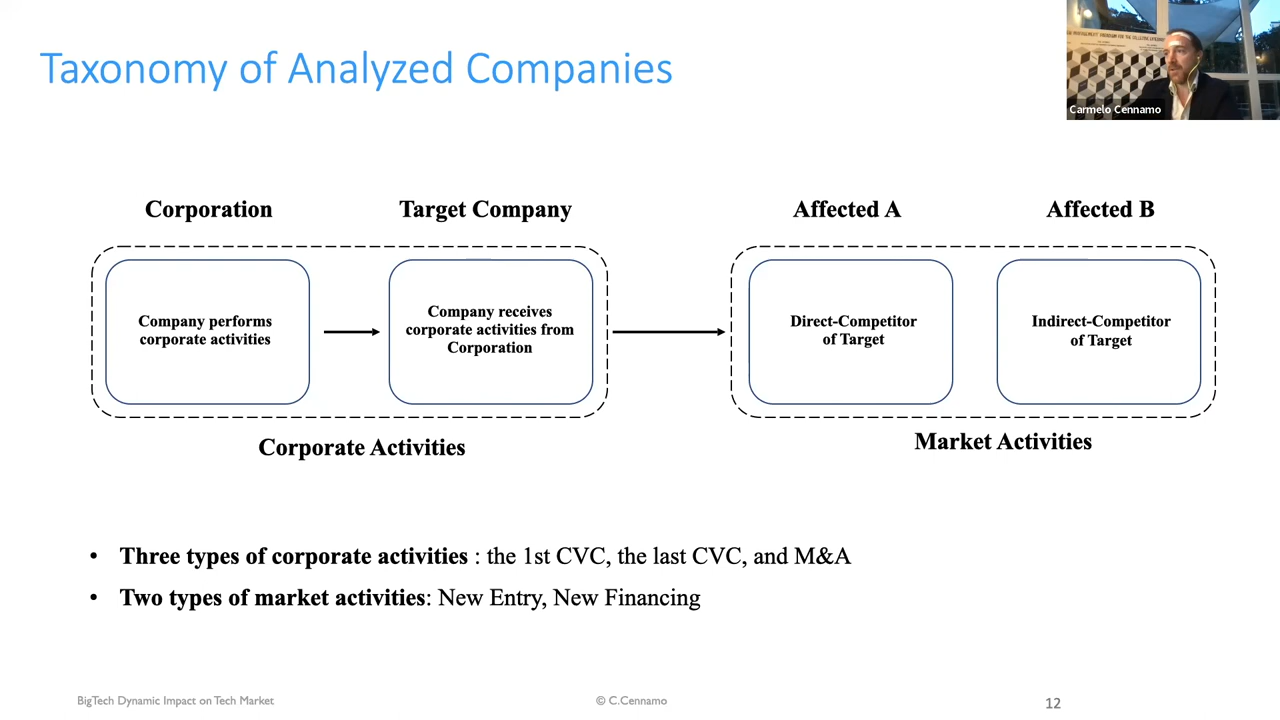 Taxonomy of Analyzed Companies
Carmelo Cennamo
Corporation
Target Company
Affected A
Affected B
Company performs
corporate activities
Company receives
corporate activities from
Corporation
Direct-Competitor
of Target
Indirect-Competitor
of Target
Corporate Activities
Market Activities
• Three types of corporate activities : the 1st CVC, the last CVC, and M&A
• Two types of market activities: New Entry, New Financing
BigTech Dynamic Impact on Tech Market
© C.Cennamo
12